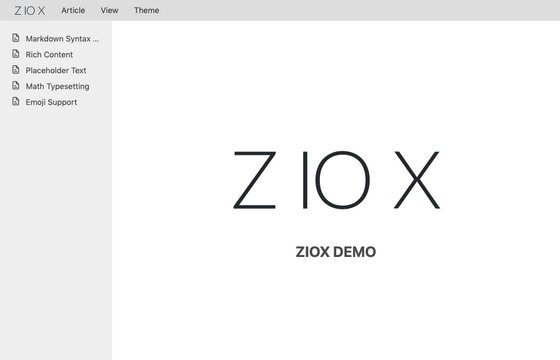 Z IO X Article View Theme
Markdown Syntax ...
Rich Content
Placeholder Text
Math Typesetting
Emoji Support
Z IO X
ZIOX DEMO